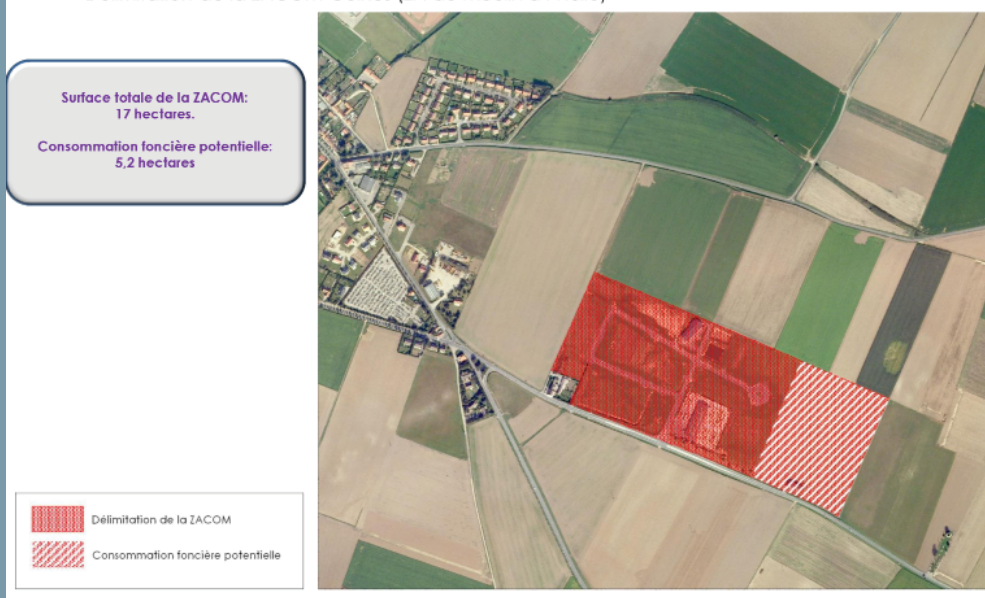 Surface totale de la ZACOM:
17 hectares.
Consommation foncière potentielle:
5,2 hectares
Délimitation de la ZACOM
Consommation foncière potentielle